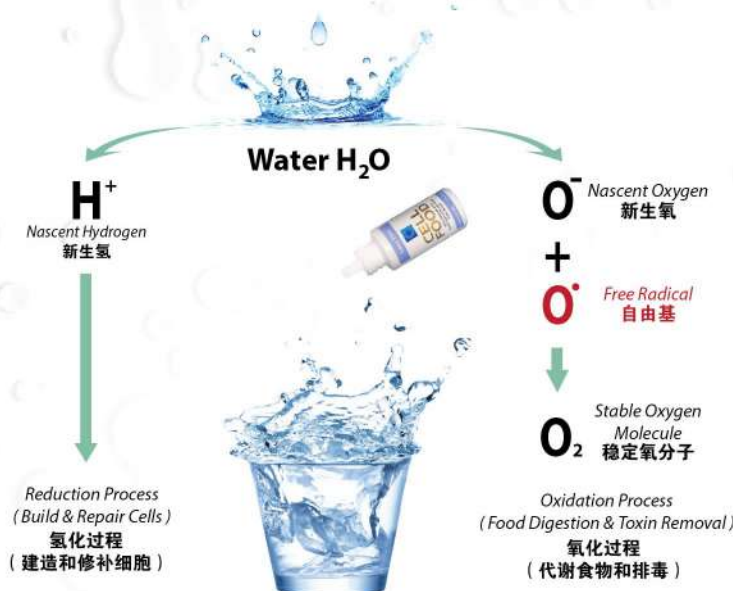 Water H₂O
H⁺
Nascent Hydrogen
新生氢
Reduction Process
( Build & Repair Cells )
氢化过程
( 建造和修补细胞 )
CELL
FOOD
O⁻
Nascent Oxygen
新生氧
+
O•
Free Radical
自由基
O₂
Stable Oxygen
Molecule
稳定氧分子
Oxidation Process
( Food Digestion & Toxin Removal )
氧化过程
( 代谢食物和排毒 )